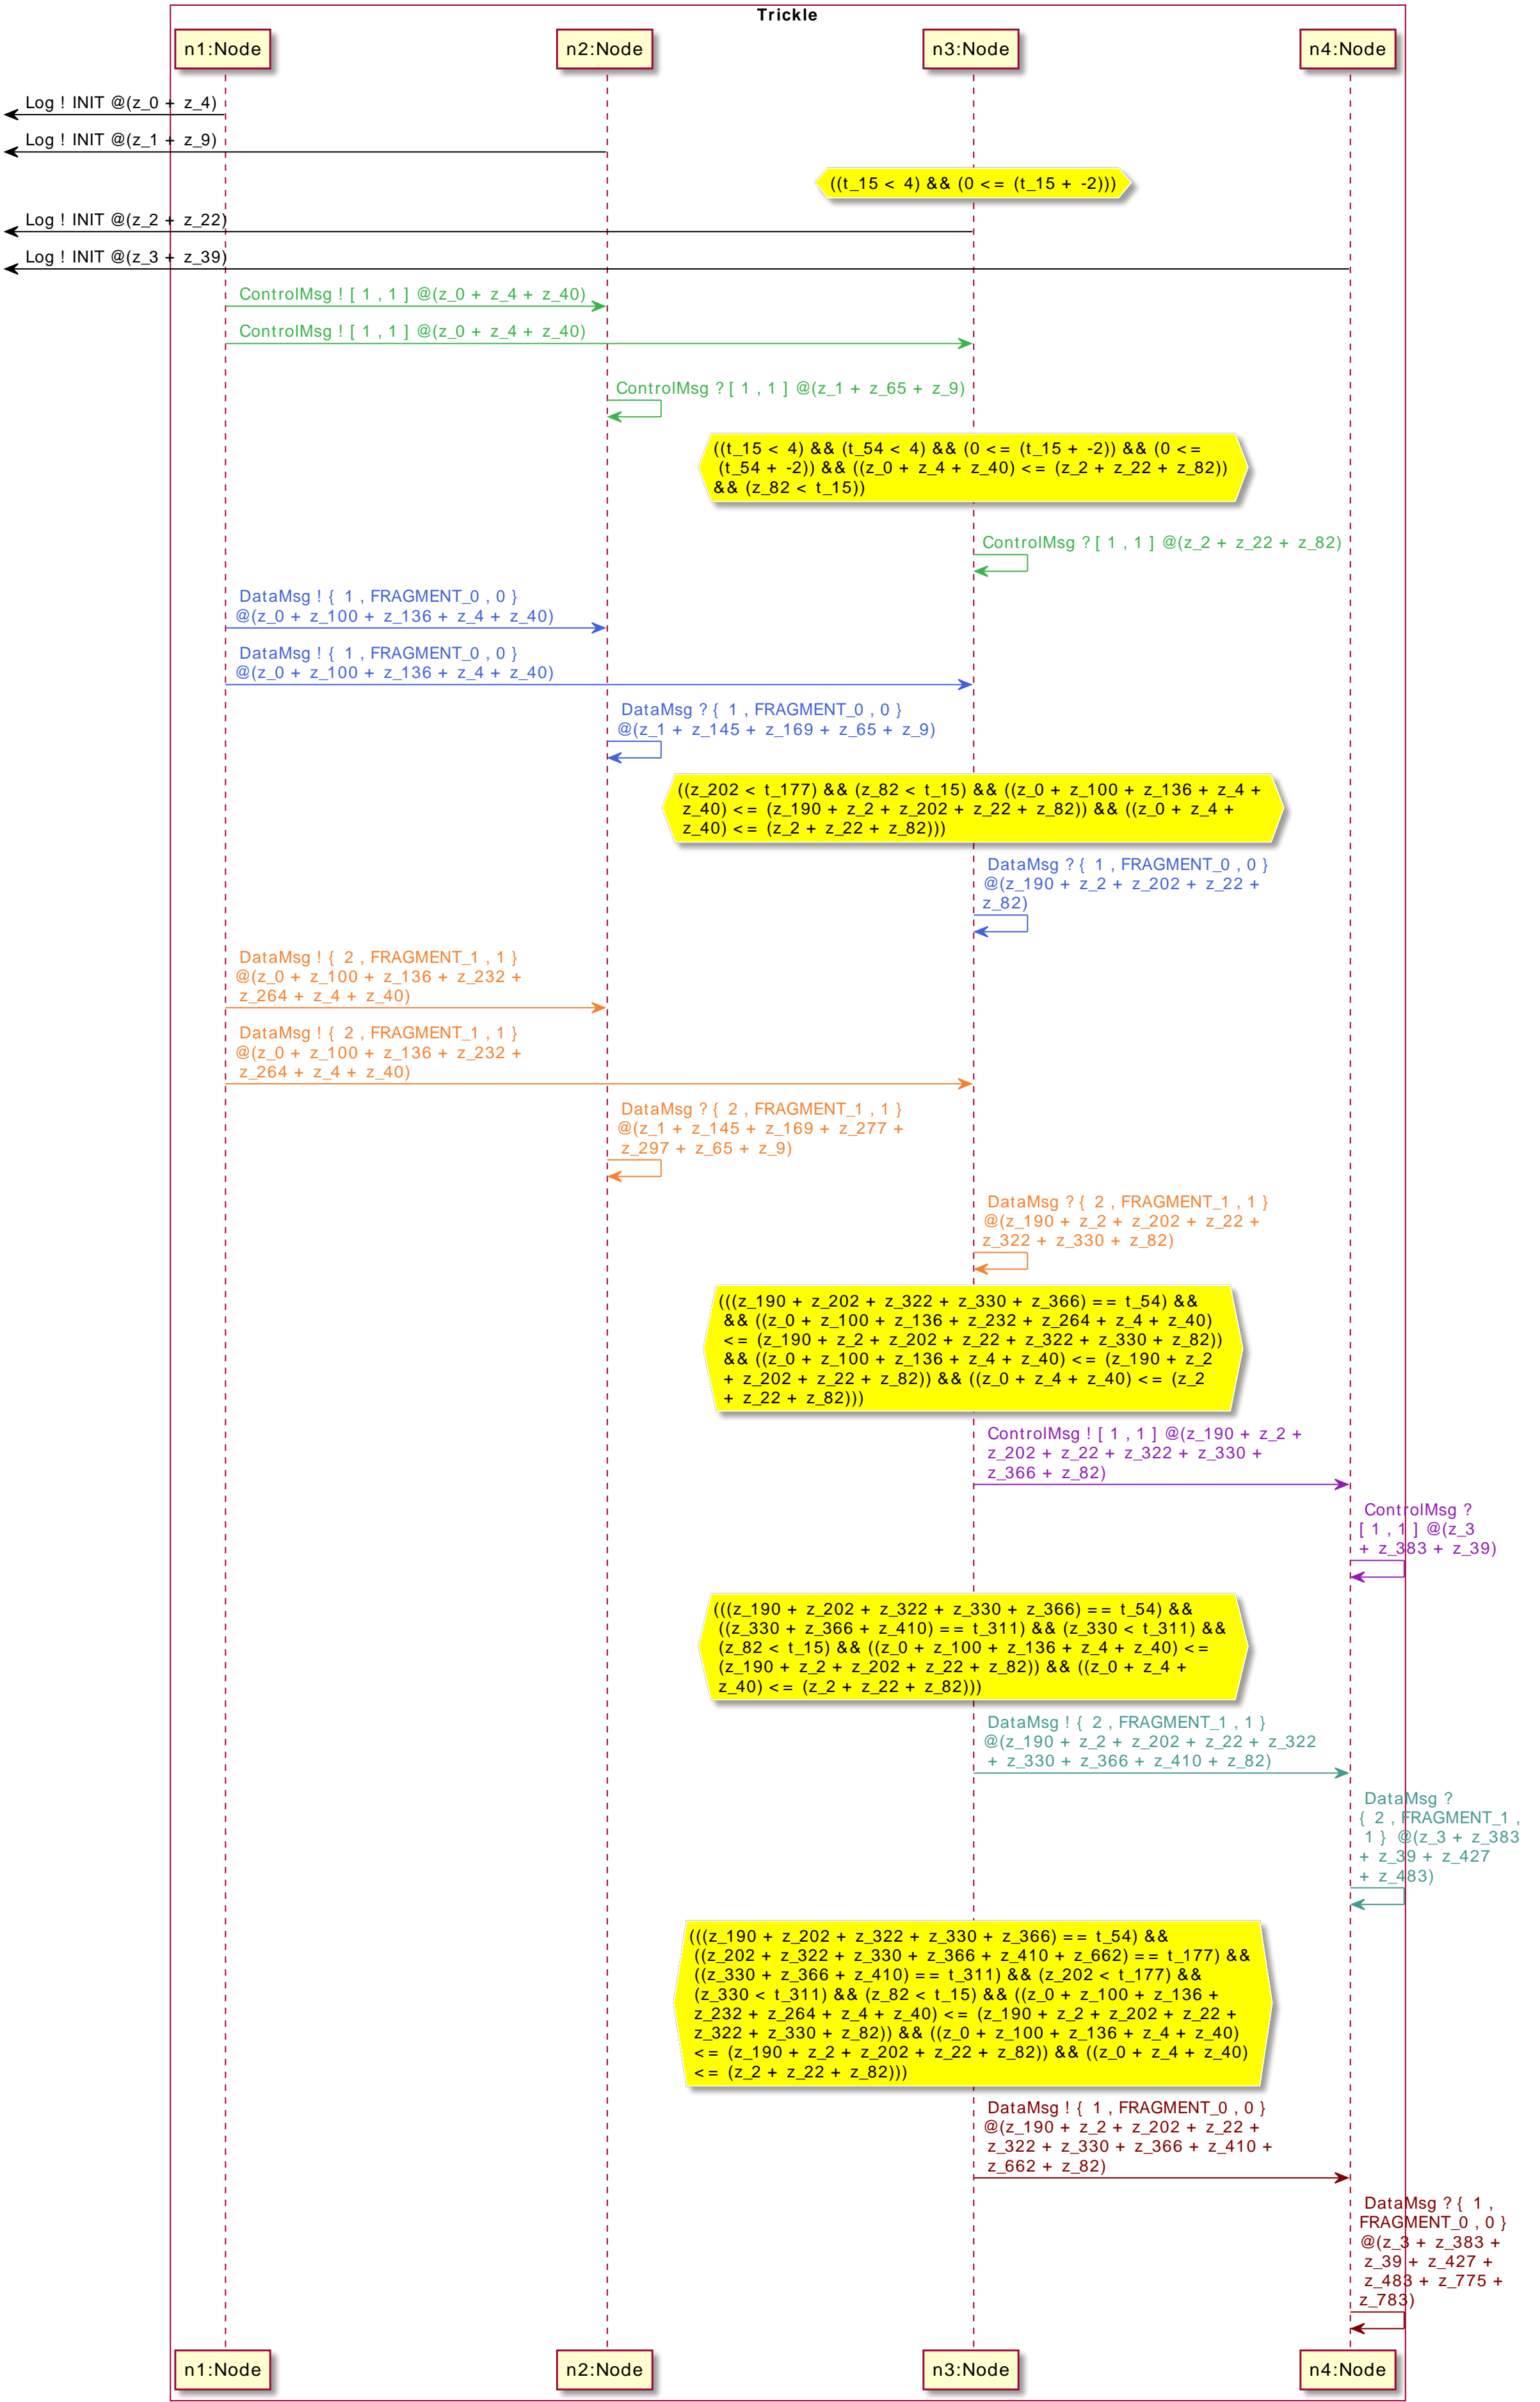 Trickle
n1:Node
n2:Node
n3:Node
n4:Node
Log ! INIT @(z_0 + z_4)
Log ! INIT @(z_1 + z_9)
((t_15 < 4) && (0 <= (t_15 + -2)))
Log ! INIT @(z_2 + z_22)
Log ! INIT @(z_3 + z_39)
ControlMsg ! [ 1 , 1 ] @(z_0 + z_4 + z_40)
ControlMsg ! [ 1 , 1 ] @(z_0 + z_4 + z_40)
ControlMsg ? [ 1 , 1 ] @(z_1 + z_65 + z_9)
((t_15 < 4) && (t_54 < 4) && (0 <= (t_15 + -2)) && (0 <=
(t_54 + -2)) && ((z_0 + z_4 + z_40) <= (z_2 + z_22 + z_82))
&& (z_82 < t_15))
ControlMsg ? [ 1 , 1 ] @(z_2 + z_22 + z_82)
DataMsg ! { 1 , FRAGMENT_0 , 0 }
@(z_0 + z_100 + z_136 + z_4 + z_40)
DataMsg ! { 1 , FRAGMENT_0 , 0 }
@(z_0 + z_100 + z_136 + z_4 + z_40)
DataMsg ? { 1 , FRAGMENT_0 , 0 }
@(z_1 + z_145 + z_169 + z_65 + z_9)
((z_202 < t_177) && (z_82 < t_15) && ((z_0 + z_100 + z_136 + z_4 +
z_40) <= (z_190 + z_2 + z_202 + z_22 + z_82)) && ((z_0 + z_4 +
z_40) <= (z_2 + z_22 + z_82)))
DataMsg ? { 1 , FRAGMENT_0 , 0 }
@(z_190 + z_2 + z_202 + z_22 +
z_82)
DataMsg ! { 2 , FRAGMENT_1 , 1 }
@(z_0 + z_100 + z_136 + z_232 +
z_264 + z_4 + z_40)
DataMsg ! { 2 , FRAGMENT_1 , 1 }
@(z_0 + z_100 + z_136 + z_232 +
z_264 + z_4 + z_40)
DataMsg ? { 2 , FRAGMENT_1 , 1 }
@(z_1 + z_145 + z_169 + z_277 +
z_297 + z_65 + z_9)
DataMsg ? { 2 , FRAGMENT_1 , 1 }
@(z_190 + z_2 + z_202 + z_22 +
z_322 + z_330 + z_82)
(((z_190 + z_202 + z_322 + z_330 + z_366) == t_54) &&
&& ((z_0 + z_100 + z_136 + z_232 + z_264 + z_4 + z_40)
<= (z_190 + z_2 + z_202 + z_22 + z_322 + z_330 + z_82))
&& ((z_0 + z_100 + z_136 + z_4 + z_40) <= (z_190 + z_2
+ z_202 + z_22 + z_82)) && ((z_0 + z_4 + z_40) <= (z_2
+ z_22 + z_82)))
ControlMsg ! [ 1 , 1 ] @(z_190 + z_2 +
z_202 + z_22 + z_322 + z_330 +
z_366 + z_82)
ControlMsg ?
[ 1 , 1 ] @(z_3
+ z_383 + z_39)
(((z_190 + z_202 + z_322 + z_330 + z_366) == t_54) &&
((z_330 + z_366 + z_410) == t_311) && (z_330 < t_311) &&
(z_82 < t_15) && ((z_0 + z_100 + z_136 + z_4 + z_40) <=
(z_190 + z_2 + z_202 + z_22 + z_82)) && ((z_0 + z_4 +
z_40) <= (z_2 + z_22 + z_82)))
DataMsg ! { 2 , FRAGMENT_1 , 1 }
@(z_190 + z_2 + z_202 + z_22 + z_322
+ z_330 + z_366 + z_410 + z_82)
DataMsg ?
{ 2 , FRAGMENT_1 ,
1 } @(z_3 + z_383
+ z_39 + z_427
+ z_483)
(((z_190 + z_202 + z_322 + z_330 + z_366) == t_54) &&
((z_202 + z_322 + z_330 + z_366 + z_410 + z_662) == t_177) &&
((z_330 + z_366 + z_410) == t_311) && (z_202 < t_177) &&
(z_330 < t_311) && (z_82 < t_15) && ((z_0 + z_100 + z_136 +
z_232 + z_264 + z_4 + z_40) <= (z_190 + z_2 + z_202 + z_22 +
z_322 + z_330 + z_82)) && ((z_0 + z_100 + z_136 + z_4 + z_40)
<= (z_190 + z_2 + z_202 + z_22 + z_82)) && ((z_0 + z_4 + z_40)
<= (z_2 + z_22 + z_82)))
DataMsg ! { 1 , FRAGMENT_0 , 0 }
@(z_190 + z_2 + z_202 + z_22 +
z_322 + z_330 + z_366 + z_410 +
z_662 + z_82)
DataMsg ? { 1 ,
FRAGMENT_0 , 0 }
@(z_3 + z_383 +
z_39 + z_427 +
z_483 + z_775 +
z_783)
n1:Node
n2:Node
n3:Node
n4:Node